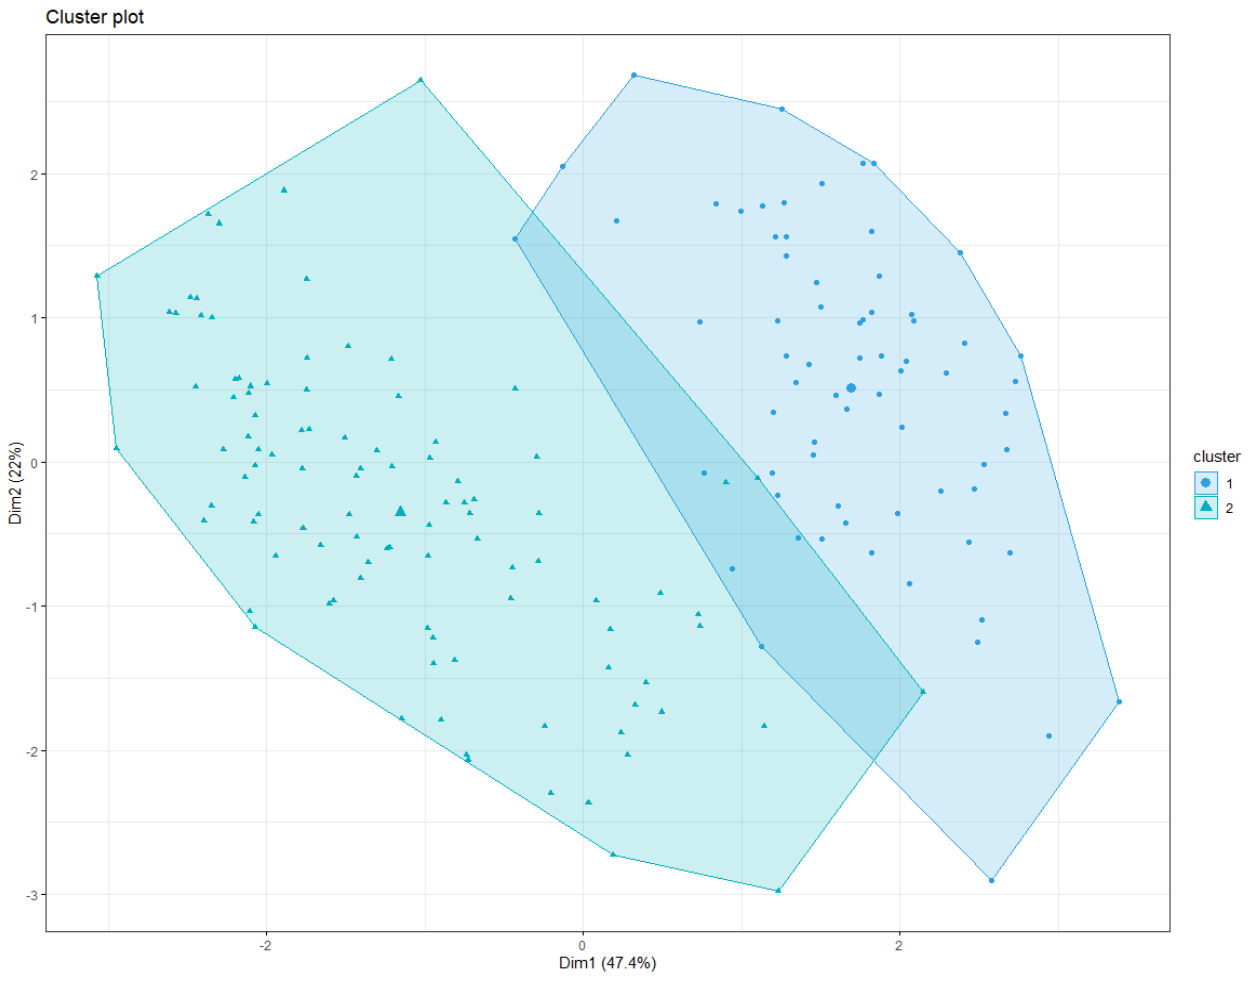 Cluster plot
2
1
0
-1
-2
-3
Dim2 (22%)
-2
0
2
Dim1 (47.4%)
cluster
1
2